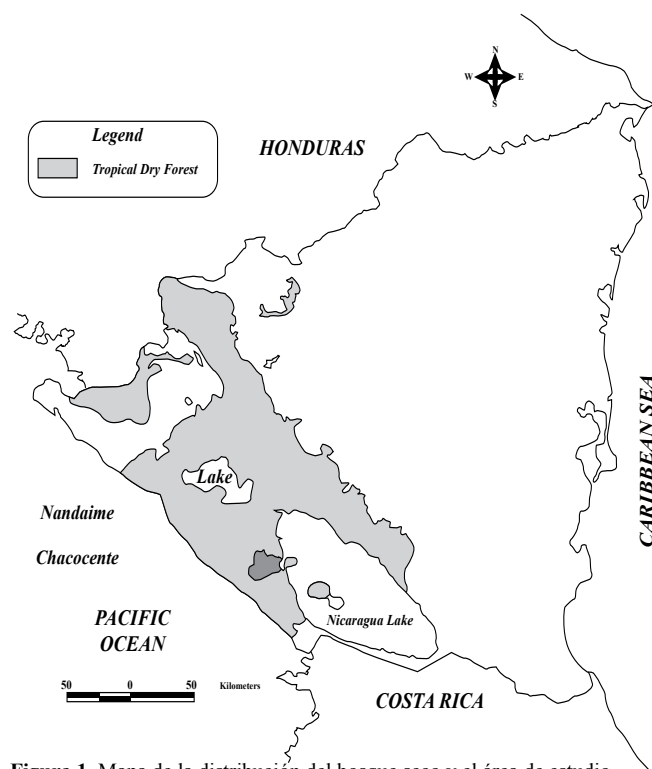 N
W E
S
Legend
Tropical Dry Forest
HONDURAS
CARIBBEAN SEA
Lake
Nandaime
Chacocente
PACIFIC
OCEAN
Nicaragua Lake
50 0 50 Kilometers
COSTA RICA
Figura 1. Mapa de la distribución del bosque seco y el área de estudio